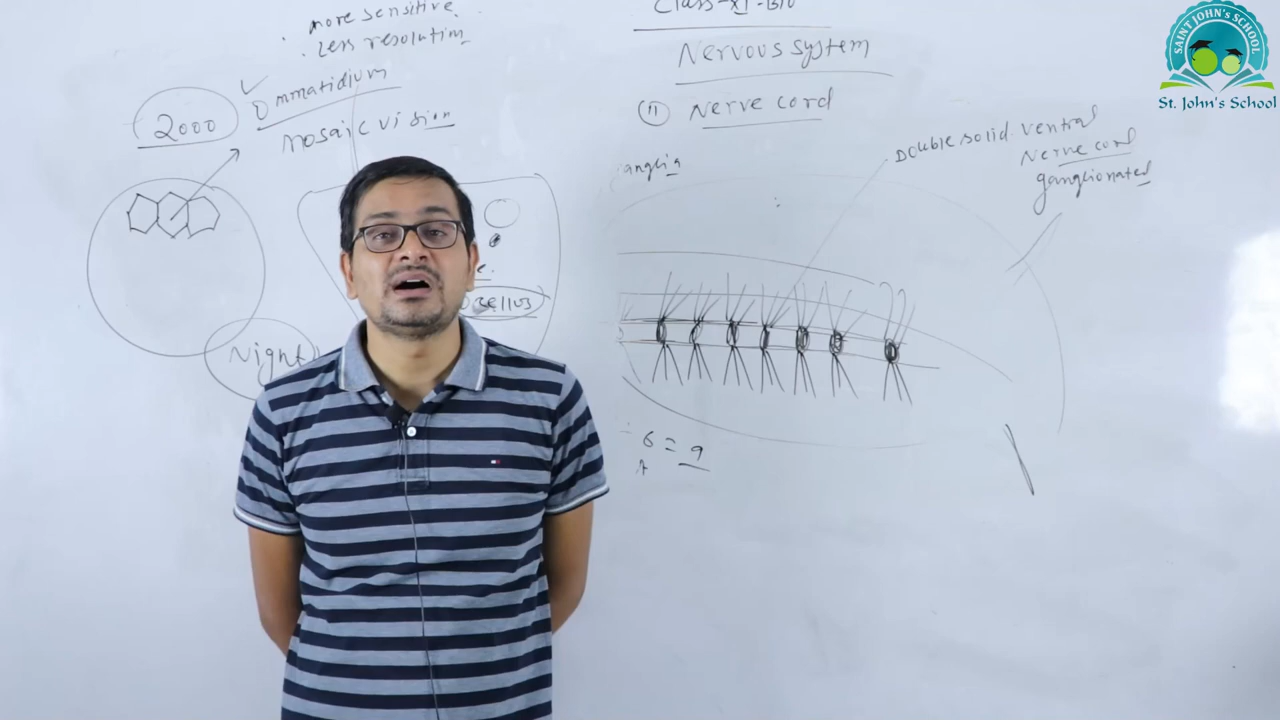 . more sensitive.
. Less resolution
Ommatidium
2000
mosaic vision
Night
ocellus
Class-XI-Bio
Nervous system
(ii) Nerve cord
anglia
Double solid ventral
Nerve cord
ganglionated
6 = 9
A
SAINT JOHN'S SCHOOL
St. John's School